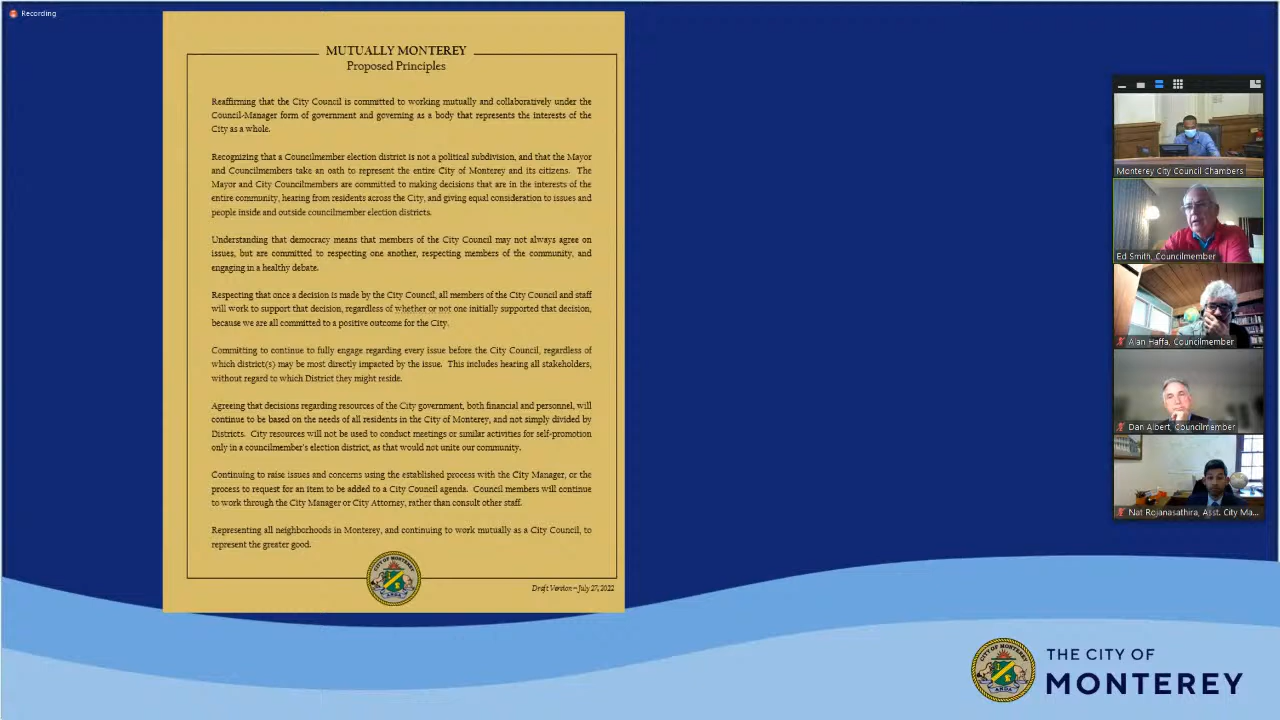 Recording
MUTUALLY MONTEREY
Proposed Principles
Reaffirming that the City Council is committed to working mutually and collaboratively under the
Council-Manager form of government and governing as a body that represents the interests of the
City as a whole.
Recognizing that a Councilmember election district is not a political subdivision, and that the Mayor
and Councilmembers take an oath to represent the entire City of Monterey and its citizens. The
Mayor and City Councilmembers are committed to making decisions that are in the interests of the
entire community, hearing from residents across the City, and giving equal consideration to issues and
people inside and outside councilmember election districts.
Understanding that democracy means that members of the City Council may not always agree on
issues, but are committed to respecting one another, respecting members of the community, and
engaging in a healthy debate.
Respecting that once a decision is made by the City Council, all members of the City Council and staff
will work to support that decision, regardless of whether or not one initially supported that decision,
because we are all committed to a positive outcome for the City.
Committing to continue to fully engage regarding every issue before the City Council, regardless of
which district(s) may be most directly impacted by the issue. This includes hearing all stakeholders,
without regard to which District they might reside.
Agreeing that decisions regarding resources of the City government, both financial and personnel, will
continue to be based on the needs of all residents in the City of Monterey, and not simply divided by
Districts. City resources will not be used to conduct meetings or similar activities for self-promotion
only in a councilmember's election district, as that would not unite our community.
Continuing to raise issues and concerns using the established process with the City Manager, or the
process to request for an item to be added to a City Council agenda. Council members will continue
to work through the City Manager or City Attorney, rather than consult other staff.
Representing all neighborhoods in Monterey, and continuing to work mutually as a City Council, to
represent the greater good.
CITY OF MONTEREY
Draft Version – July 27, 2022
Monterey City Council Chambers
Ed Smith, Councilmember
Alan Haffa, Councilmember
Dan Albert, Councilmember
Nat Rojanasathira, Asst. City Ma...
CITY OF MONTEREY
THE CITY OF
MONTEREY